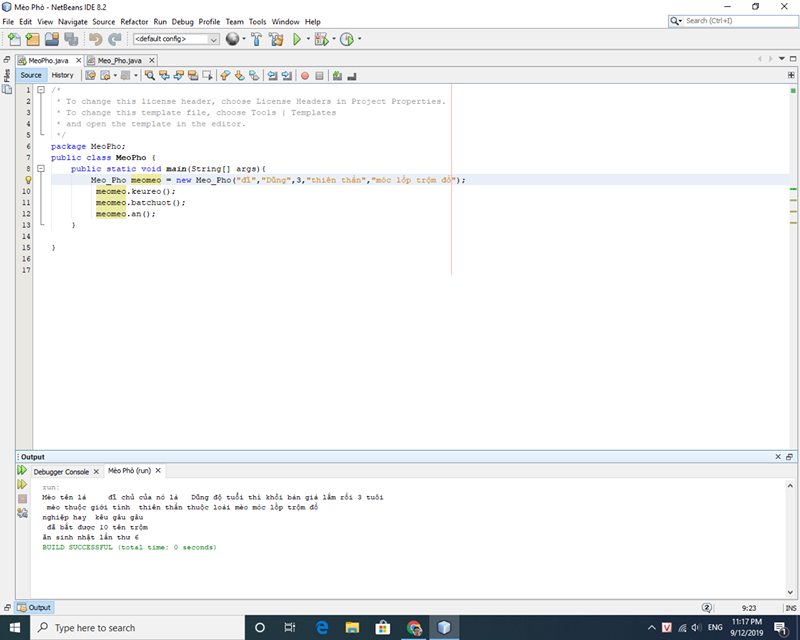 Mèo Phò - NetBeans IDE 8.2
File Edit View Navigate Source Refactor Run Debug Profile Team Tools Window Help
Search (Ctrl+I)
<default config>
MeoPho.java
Meo_Pho.java
Files
Source History
1 /*
2 * To change this license header, choose License Headers in Project Properties.
3 * To change this template file, choose Tools | Templates
4 * and open the template in the editor.
5 */
6 package MeoPho;
7 public class MeoPho {
8 public static void main(String[] args){
Meo_Pho meomeo = new Meo_Pho("đĩ","Dũng",3,"thiên thần","móc lốp trộm đồ");
10 meomeo.keureo();
11 meomeo.batchuot();
12 meomeo.an();
13 }
14
15 }
16
17
Output
Debugger Console
Mèo Phò (run)
run:
Mèo tên là đĩ chủ của nó là Dũng độ tuổi thì khỏi bán giá lắm rồi 3 tuổi
mèo thuộc giới tính thiên thần thuộc loài mèo móc lốp trộm đồ
nghiệp hay kêu gâu gâu
đã bắt được 10 tên trộm
ăn sinh nhật lần thư 6
BUILD SUCCESSFUL (total time: 0 seconds)
Output
2
9:23
INS
Type here to search
V
ENG
11:17 PM
9/12/2019
1